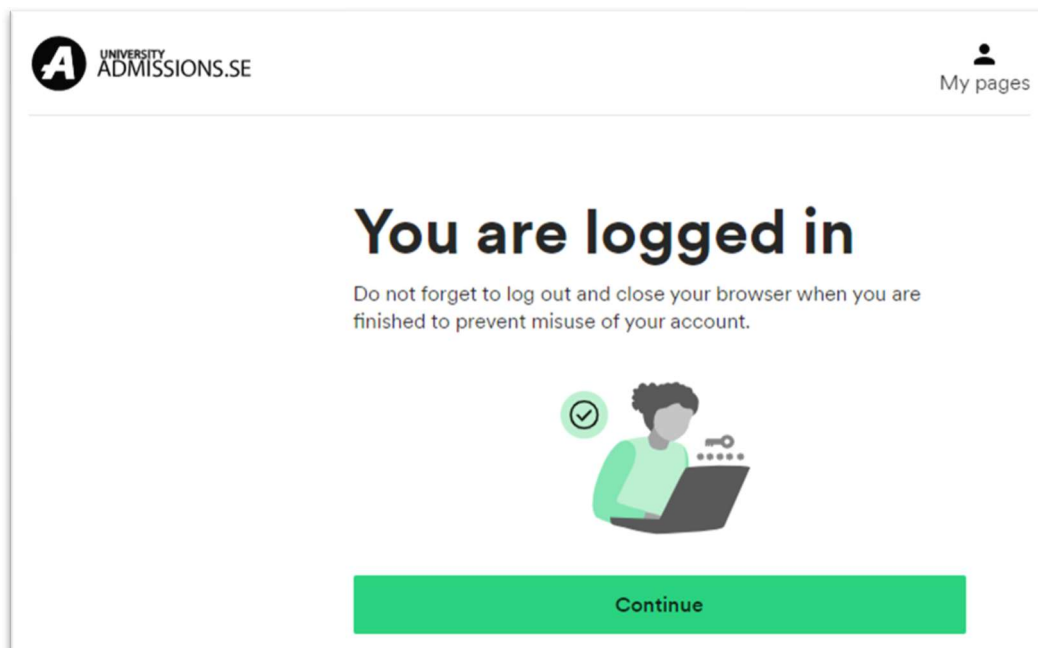 UNIVERSITY
ADMISSIONS.SE
My pages
You are logged in
Do not forget to log out and close your browser when you are
finished to prevent misuse of your account.
Continue